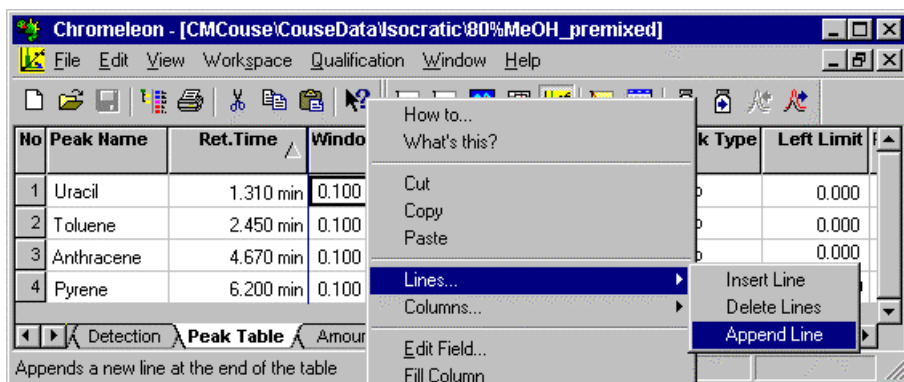 Chromeleon - [CMCouse\CouseData\Isocratic\80%MeOH_premixed]
File Edit View Workspace Qualification Window Help
No Peak Name Ret.Time Windo k Type Left Limit
1 Uracil 1.310 min 0.100 0.000
2 Toluene 2.450 min 0.100 0.000
3 Anthracene 4.670 min 0.100 0.000
4 Pyrene 6.200 min 0.100
How to...
What's this?
Cut
Copy
Paste
Lines...
Columns...
Edit Field...
Fill Column
Insert Line
Delete Lines
Append Line
Detection Peak Table Amour
Appends a new line at the end of the table